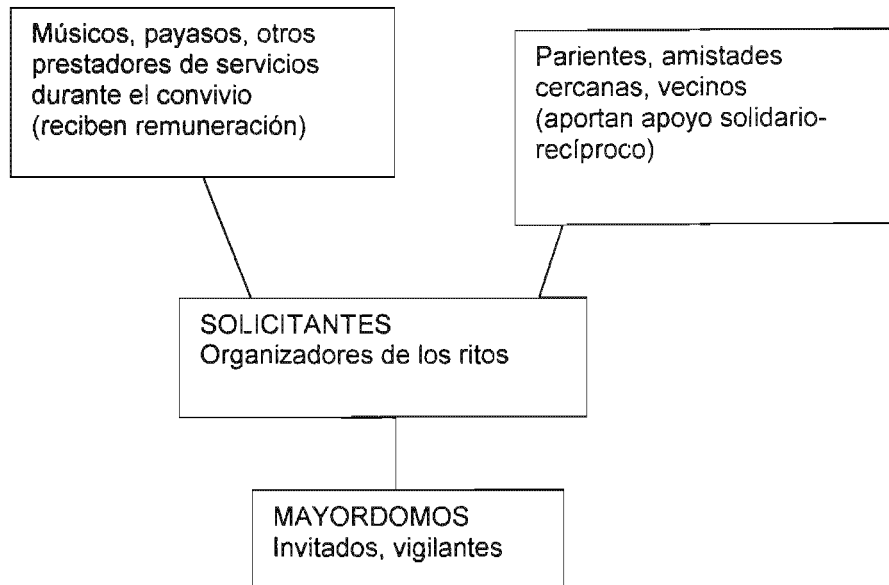 Músicos, payasos, otros
prestadores de servicios
durante el convivio
(reciben remuneración)
Parientes, amistades
cercanas, vecinos
(aportan apoyo solidario-
recíproco)
SOLICITANTES
Organizadores de los ritos
MAYORDOMOS
Invitados, vigilantes